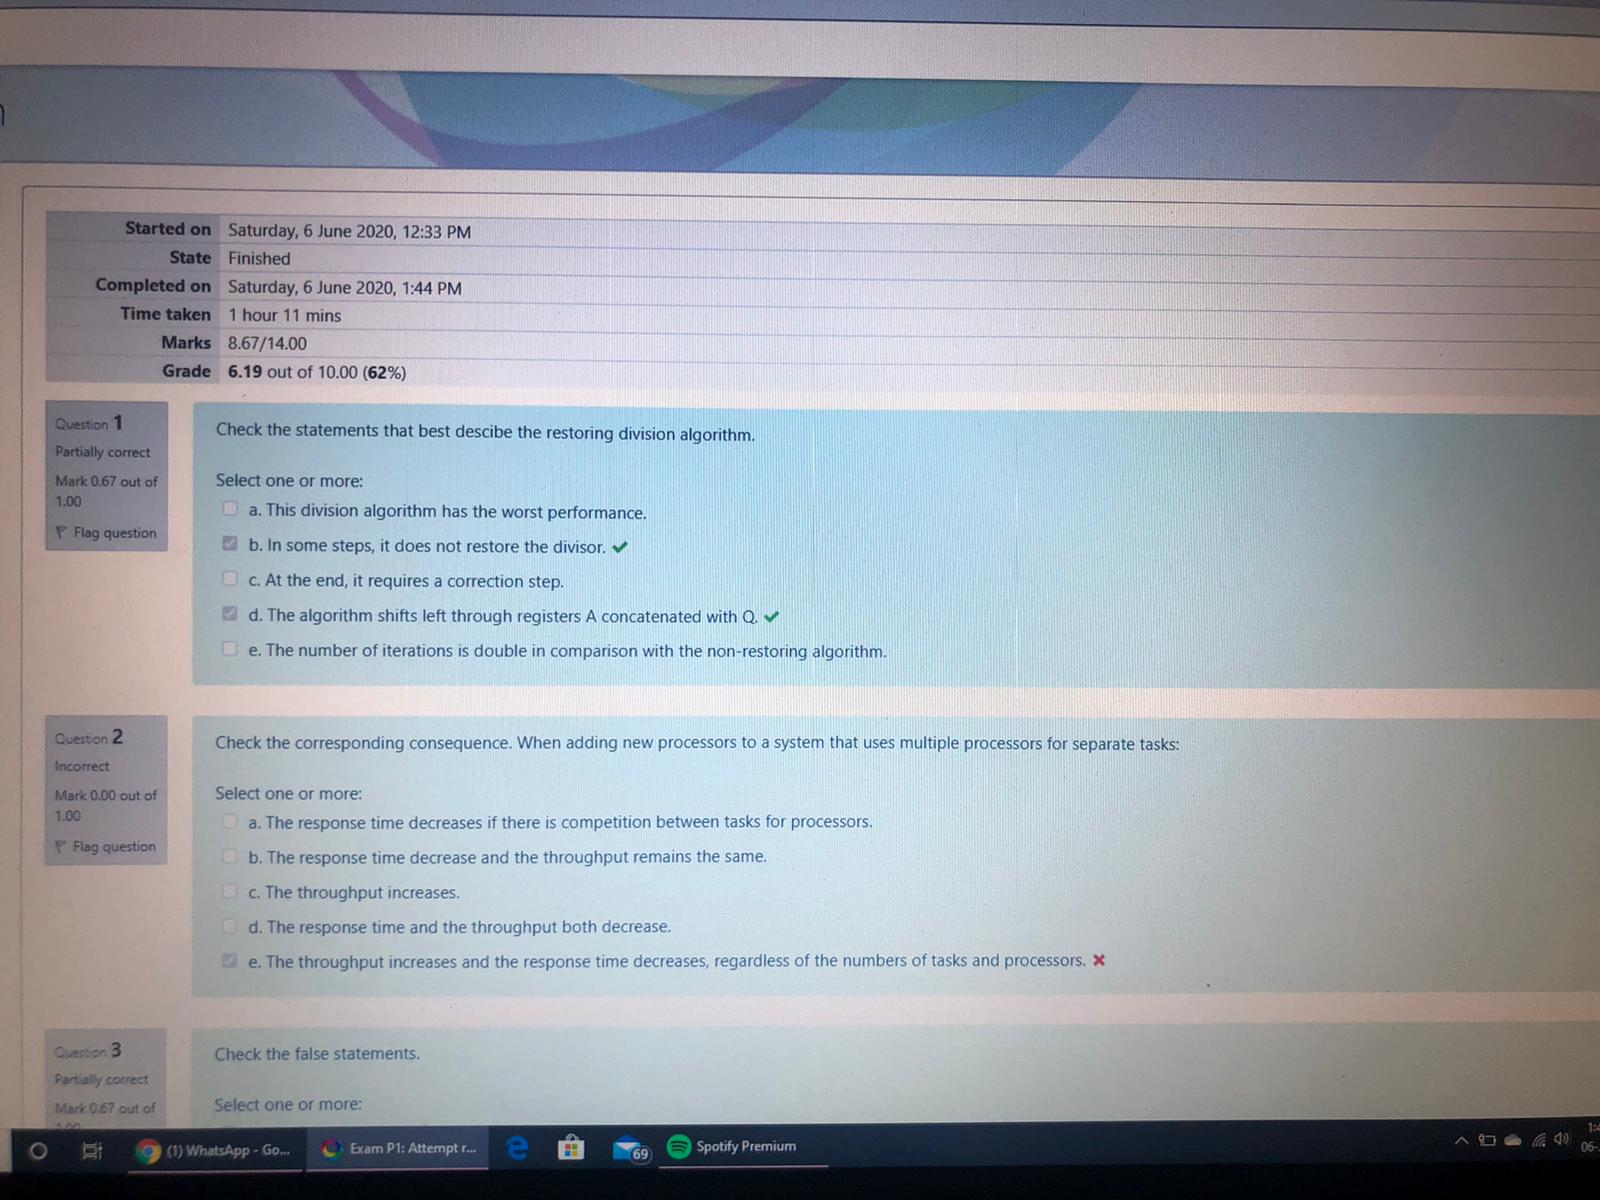 Started on Saturday, 6 June 2020, 12:33 PM
State Finished
Completed on Saturday, 6 June 2020, 1:44 PM
Time taken 1 hour 11 mins
Marks 8.67/14.00
Grade 6.19 out of 10.00 (62%)
Question 1
Partially correct
Mark 0.67 out of
1.00
Flag question
Check the statements that best descibe the restoring division algorithm.
Select one or more:
a. This division algorithm has the worst performance.
b. In some steps, it does not restore the divisor.
c. At the end, it requires a correction step.
d. The algorithm shifts left through registers A concatenated with Q.
e. The number of iterations is double in comparison with the non-restoring algorithm.
Question 2
Incorrect
Mark 0.00 out of
1.00
Flag question
Check the corresponding consequence. When adding new processors to a system that uses multiple processors for separate tasks:
Select one or more:
a. The response time decreases if there is competition between tasks for processors.
b. The response time decrease and the throughput remains the same.
c. The throughput increases.
d. The response time and the throughput both decrease.
e. The throughput increases and the response time decreases, regardless of the numbers of tasks and processors.
Question 3
Partially correct
Mark 0.67 out of
1.00
Check the false statements.
Select one or more:
(1) WhatsApp - Go...
Exam P1: Attempt r...
69
Spotify Premium